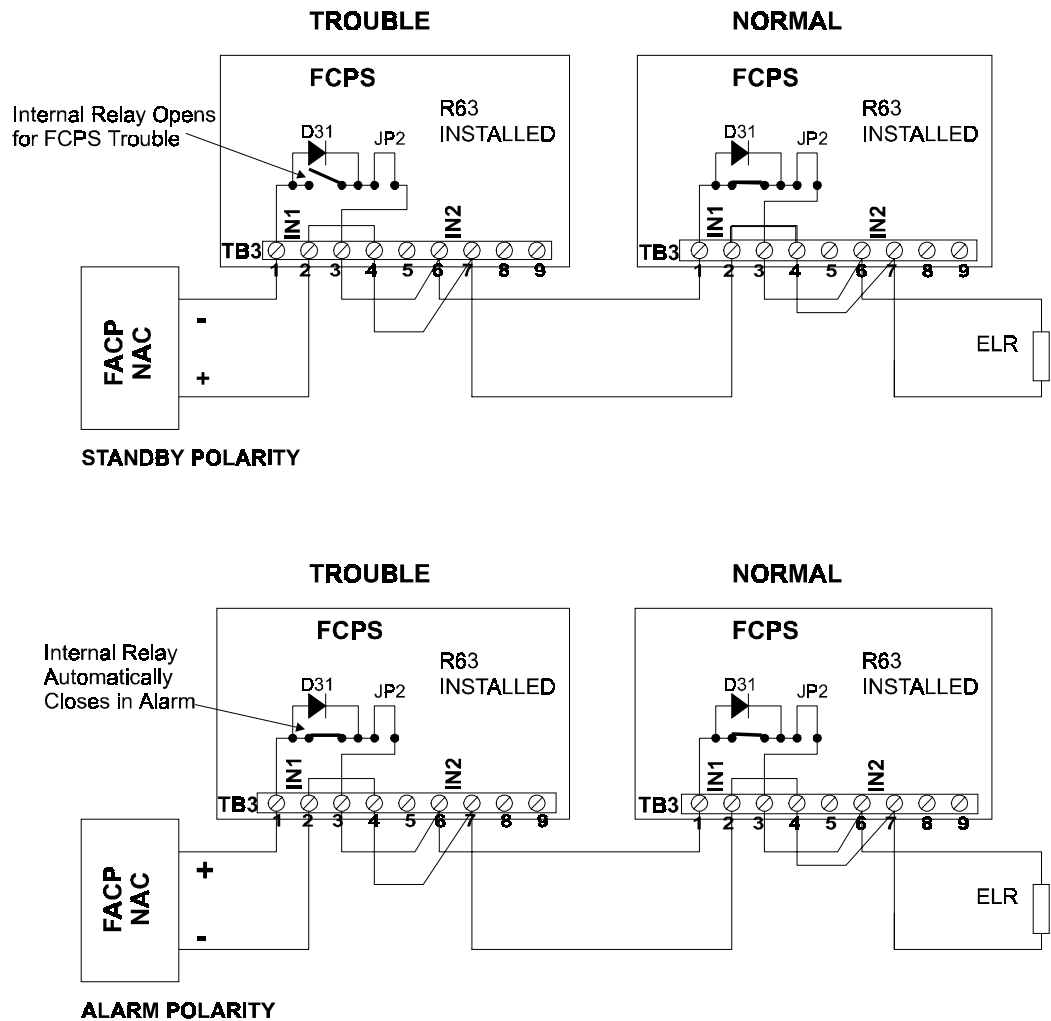 TROUBLE
NORMAL
FCPS
FCPS
Internal Relay Opens
for FCPS Trouble
R63
INSTALLED
R63
INSTALLED
D31
JP2
D31
JP2
IN1
IN2
IN1
IN2
TB3
TB3
1 2 3 4 5 6 7 8 9
1 2 3 4 5 6 7 8 9
FACP
NAC
-
+
ELR
STANDBY POLARITY
TROUBLE
NORMAL
FCPS
FCPS
Internal Relay
Automatically
Closes in Alarm
R63
INSTALLED
R63
INSTALLED
D31
JP2
D31
JP2
IN1
IN2
IN1
IN2
TB3
TB3
1 2 3 4 5 6 7 8 9
1 2 3 4 5 6 7 8 9
FACP
NAC
+
-
ELR
ALARM POLARITY